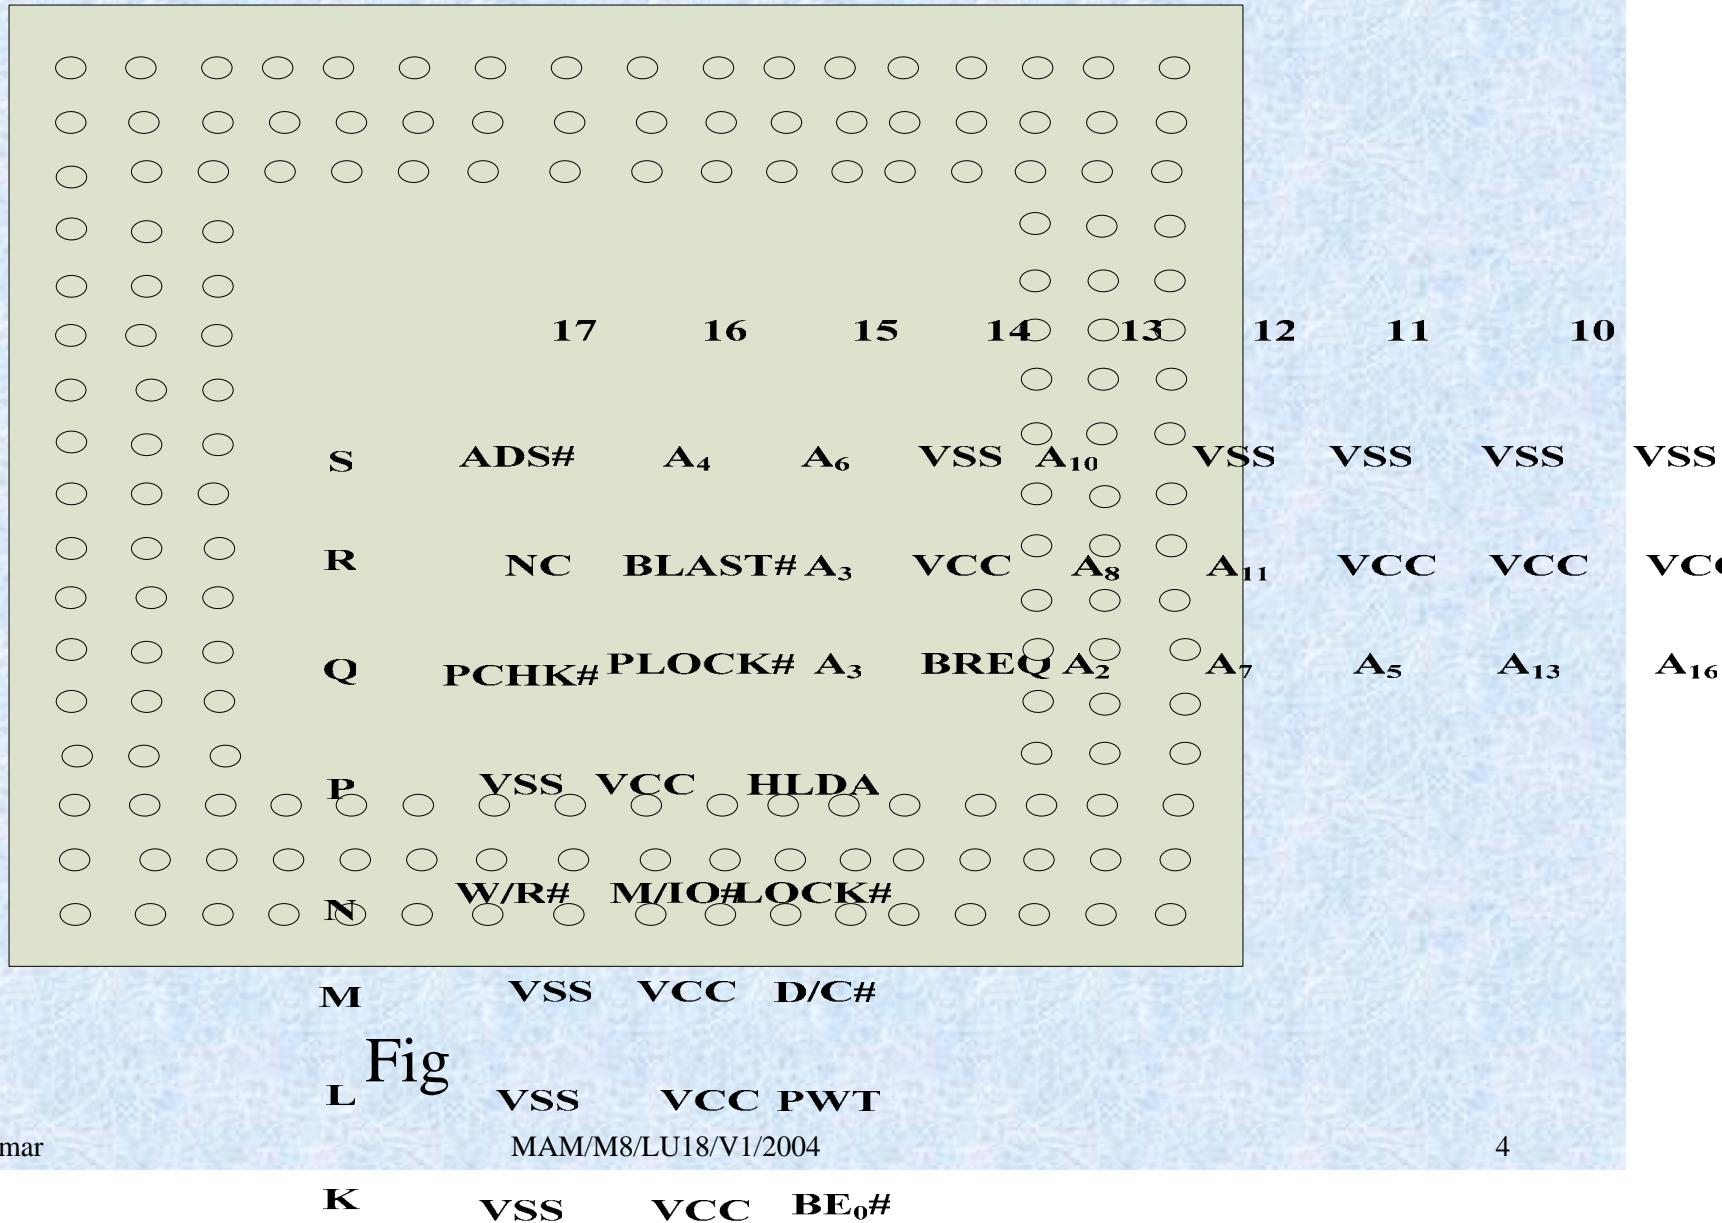 17 16 15 14 13 12 11 10
S ADS# A₄ A₆ VSS A₁₀ VSS VSS VSS VSS
R NC BLAST# A₃ VCC A₈ A₁₁ VCC VCC
Q PCHK# PLOCK# A₃ BREQ A₂ A₇ A₅ A₁₃ A₁₆
P VSS VCC HLDA
N W/R# M/IO# LOCK#
M VSS VCC D/C#
Fig
L VSS VCC PWT
mar MAM/M8/LU18/V1/2004 4
K VSS VCC BE₀#